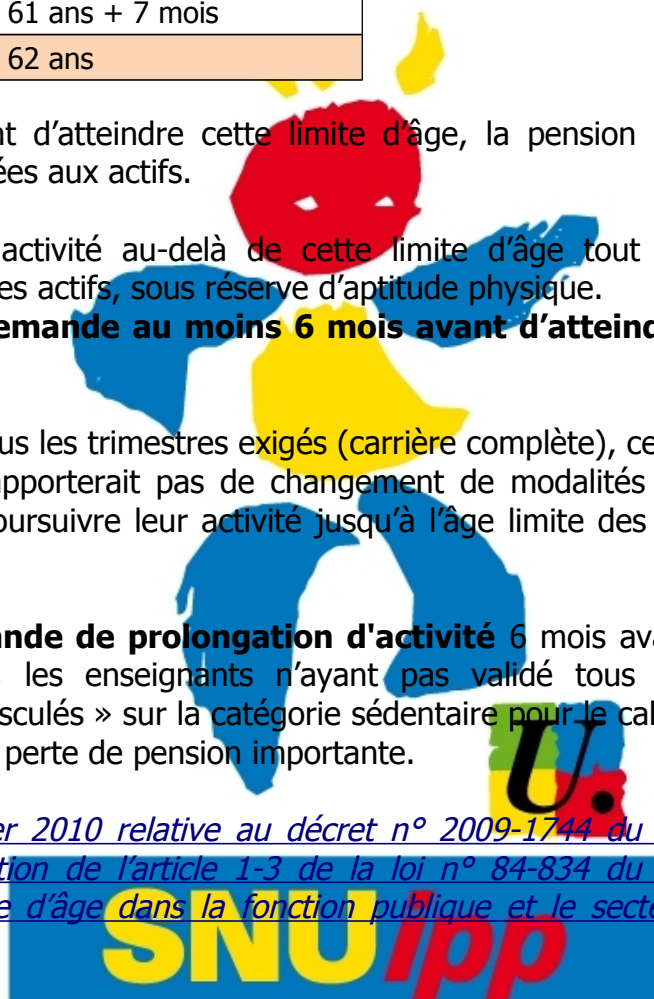 61 ans + 7 mois
62 ans
d'atteindre cette limite d'âge, la pension
aux actifs.
activité au-delà de cette limite d'âge tout
es actifs, sous réserve d'aptitude physique.
emande au moins 6 mois avant d'attein
us les trimestres exigés (carrière complète), ce
apporterait pas de changement de modalités
oursuivre leur activité jusqu'à l'âge limite des
ande de prolongation d'activité 6 mois ava
les enseignants n'ayant pas validé tous
sculés » sur la catégorie sédentaire pour le cal
perte de pension importante.
U.
er 2010 relative au décret n° 2009-1744 du
tion de l'article 1-3 de la loi n° 84-834 du
e d'âge dans la fonction publique et le secte
SNUipp